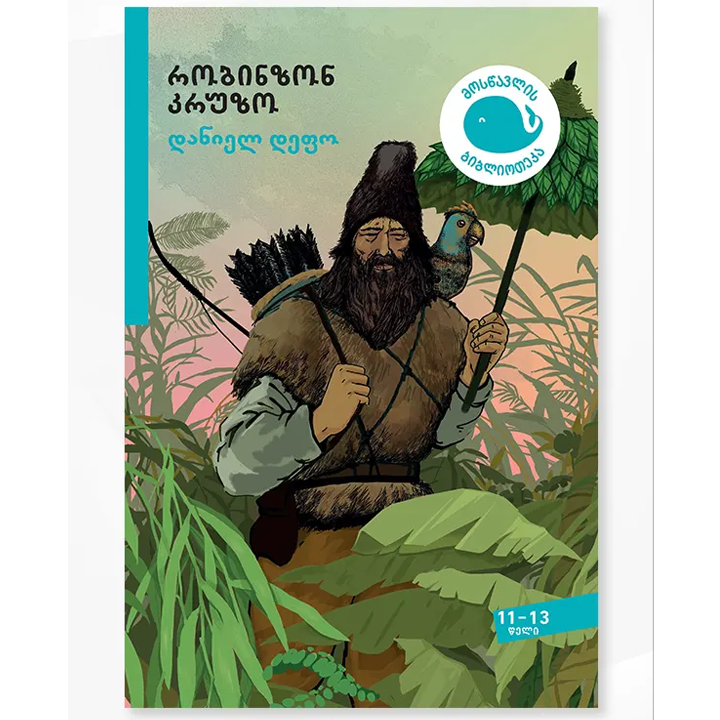 რობინზონ
კრუზო
დანიელ დეფო
მოსწავლის
ბიბლიოთეკა
11-13
წელი